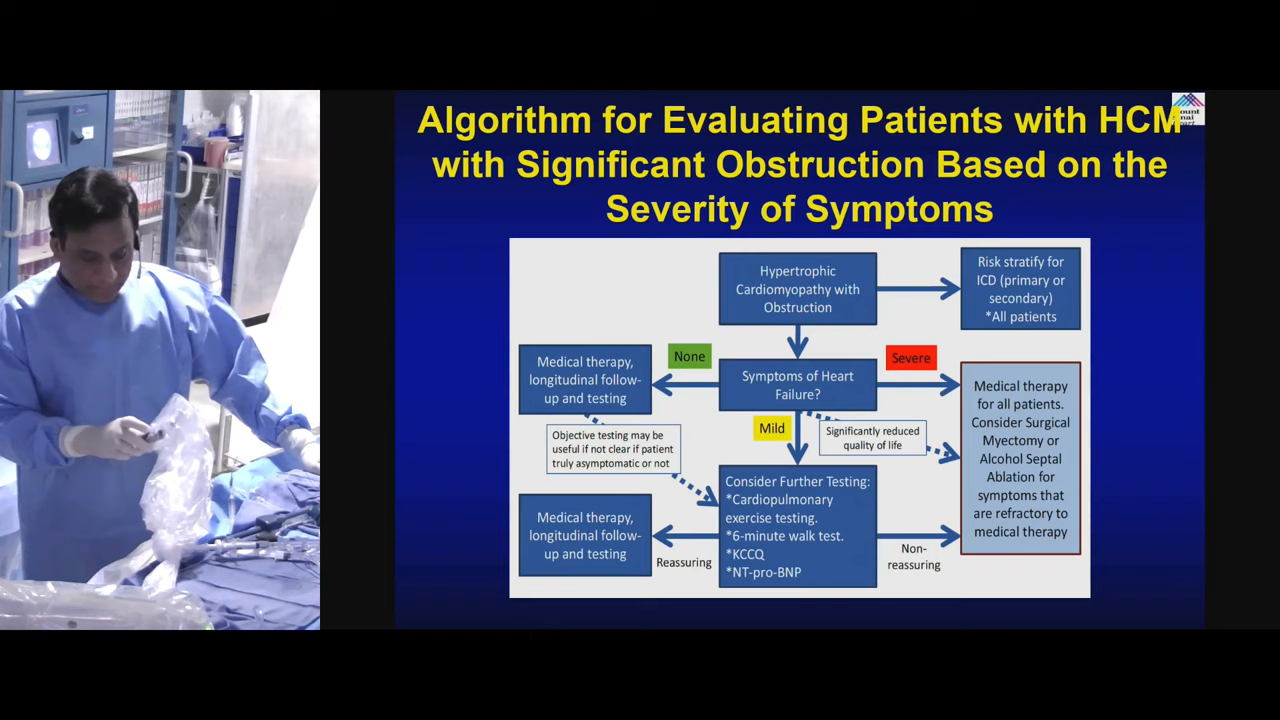 Algorithm for Evaluating Patients with HCM
with Significant Obstruction Based on the
Severity of Symptoms
Hypertrophic
Cardiomyopathy with
Obstruction
Risk stratify for
ICD (primary or
secondary)
*All patients
None
Severe
Medical therapy,
longitudinal follow-
up and testing
Symptoms of Heart
Failure?
Medical therapy
for all patients.
Consider Surgical
Myectomy or
Alcohol Septal
Ablation for
symptoms that
are refractory to
medical therapy
Mild
Significantly reduced
quality of life
Objective testing may be
useful if not clear if patient
truly asymptomatic or not
Consider Further Testing:
*Cardiopulmonary
exercise testing.
*6-minute walk test.
*KCCQ
*NT-pro-BNP
Medical therapy,
longitudinal follow-
up and testing
Reassuring
Non-
reassuring